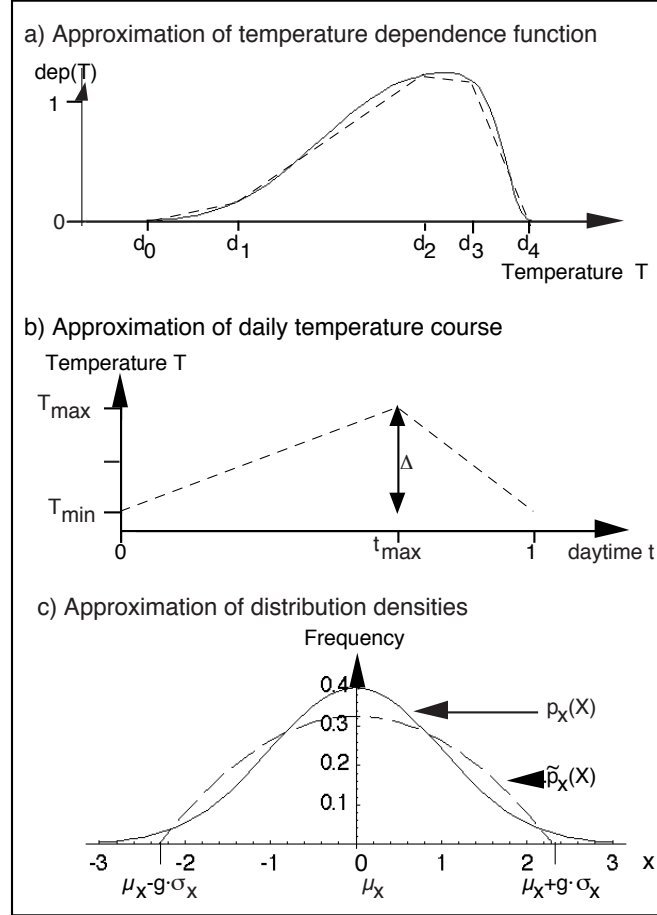 a) Approximation of temperature dependence function
dep(T)
1
0
d0 d1 d2 d3 d4
Temperature T
b) Approximation of daily temperature course
Temperature T
Tmax
Δ
Tmin
0 tmax 1 daytime t
c) Approximation of distribution densities
Frequency
0.4
px(X)
0.3
p̃x(X)
0.2
0.1
-3 -2 -1 0 1 2 3 x
μx-g·σx μx μx+g·σx